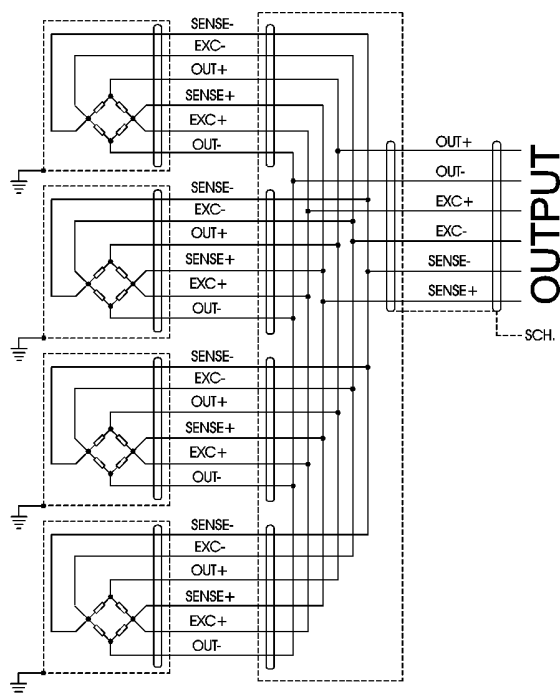 SENSE-
EXC-
OUT+
SENSE+
EXC+
OUT-
SENSE-
EXC-
OUT+
SENSE+
EXC+
OUT-
SENSE-
EXC-
OUT+
SENSE+
EXC+
OUT-
SENSE-
EXC-
OUT+
SENSE+
EXC+
OUT-
OUT+
OUT-
EXC+
EXC-
SENSE-
SENSE+
OUTPUT
SCH.